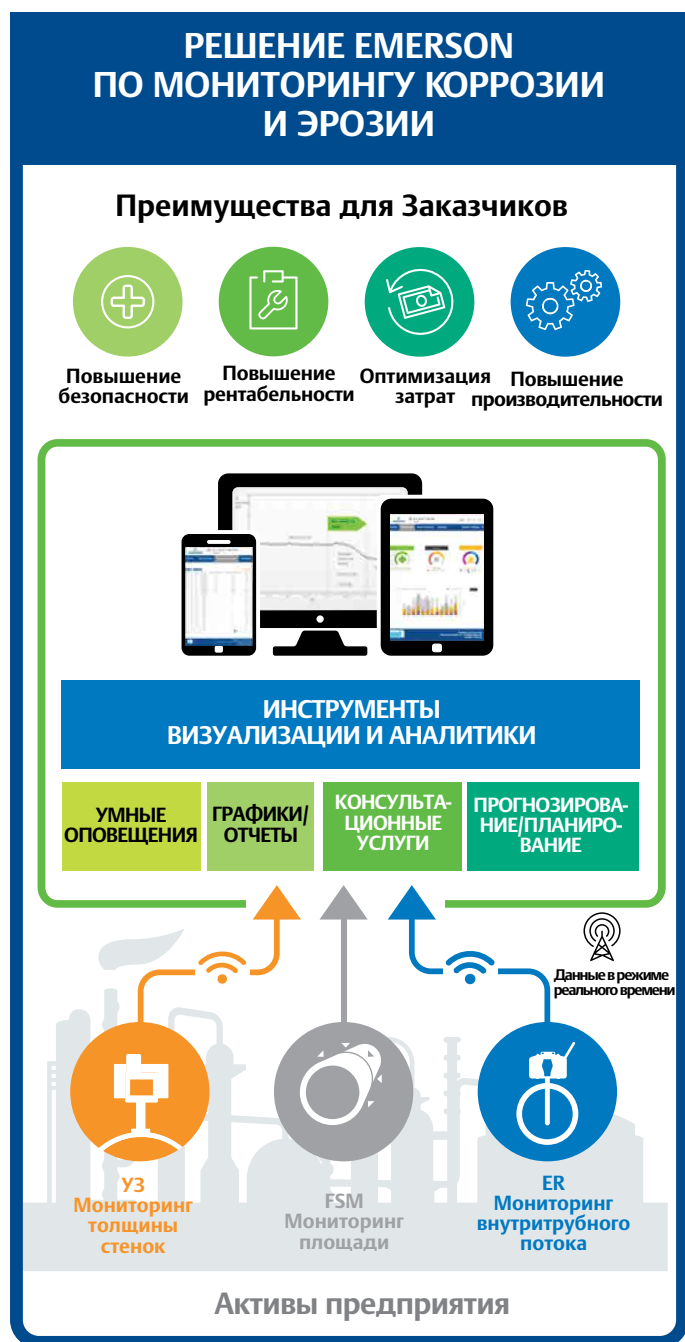 РЕШЕНИЕ EMERSON
ПО МОНИТОРИНГУ КОРРОЗИИ
И ЭРОЗИИ
Преимущества для Заказчиков
Повышение
безопасности
Повышение
рентабельности
Оптимизация
затрат
Повышение
производительности
ИНСТРУМЕНТЫ
ВИЗУАЛИЗАЦИИ И АНАЛИТИКИ
УМНЫЕ
ОПОВЕЩЕНИЯ
ГРАФИКИ/
ОТЧЕТЫ
КОНСУЛЬТА-
ЦИОННЫЕ
УСЛУГИ
ПРОГНОЗИРОВА-
НИЕ/ПЛАНИРО-
ВАНИЕ
Данные в режиме
реального времени
УЗ
Мониторинг
толщины
стенок
FSM
Мониторинг
площади
ER
Мониторинг
внутритрубного
потока
Активы предприятия